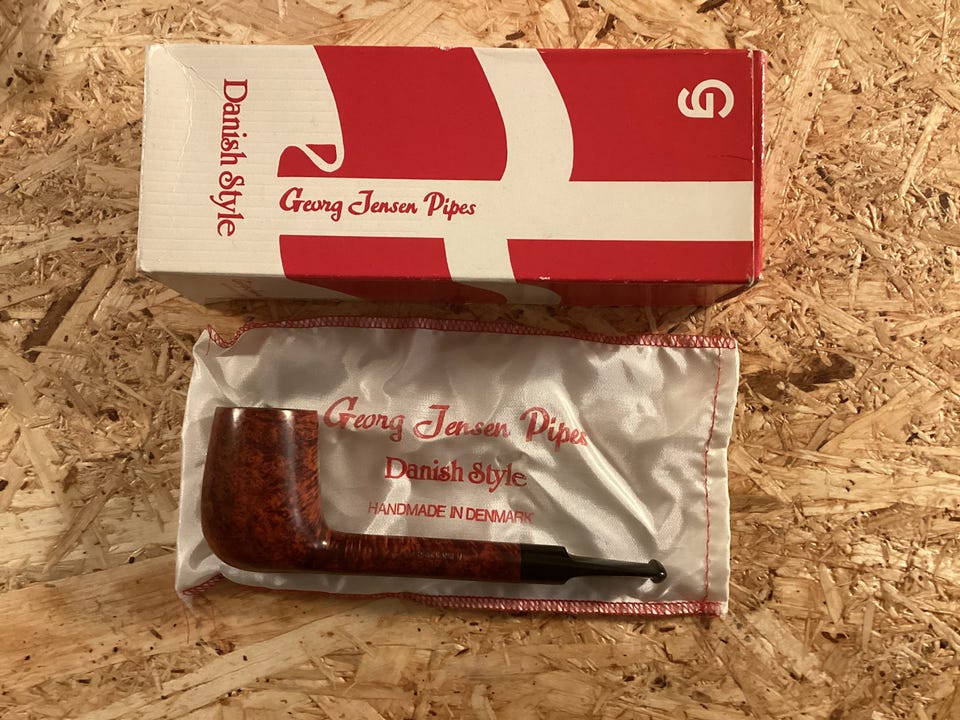 Danish Style
G
Georg Jensen Pipes
Georg Jensen Pipes
Danish Style
HANDMADE IN DENMARK